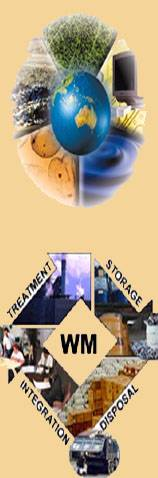 TREATMENT
STORAGE
WM
INTEGRATION
DISPOSAL